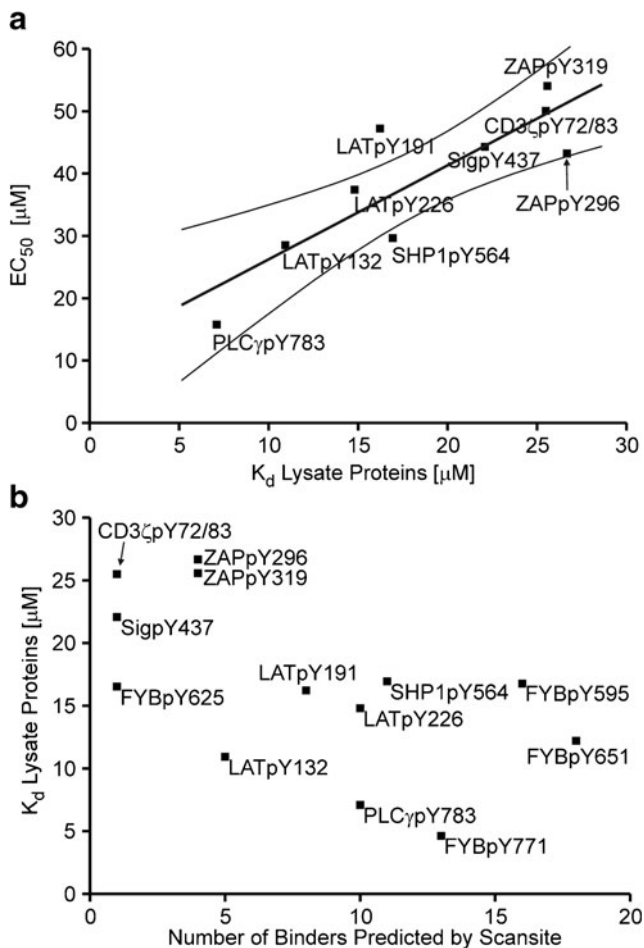 a
60
50
40
30
20
10
0
EC50 [µM]
ZAPpY319
CD3ζpY72/83
LATpY191
SigpY437
LATpY226
ZAPpY296
LATpY132
SHP1pY564
PLCγpY783
0 5 10 15 20 25 30
Kd Lysate Proteins [µM]
b
30
25
20
15
10
5
0
Kd Lysate Proteins [µM]
CD3ζpY72/83
ZAPpY296
ZAPpY319
SigpY437
LATpY191
FYBpY625
SHP1pY564
FYBpY595
LATpY226
LATpY132
FYBpY651
PLCγpY783
FYBpY771
0 5 10 15 20
Number of Binders Predicted by Scansite